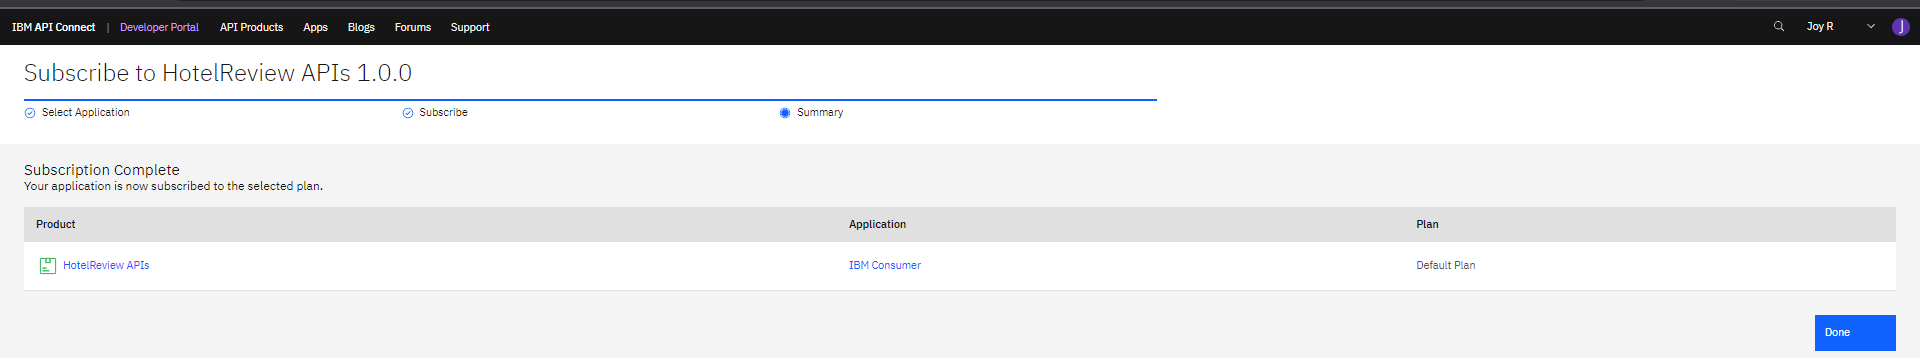 IBM API Connect | Developer Portal API Products Apps Blogs Forums Support Joy R J
Subscribe to HotelReview APIs 1.0.0
Select Application Subscribe Summary
Subscription Complete
Your application is now subscribed to the selected plan.
Product Application Plan
HotelReview APIs IBM Consumer Default Plan
Done